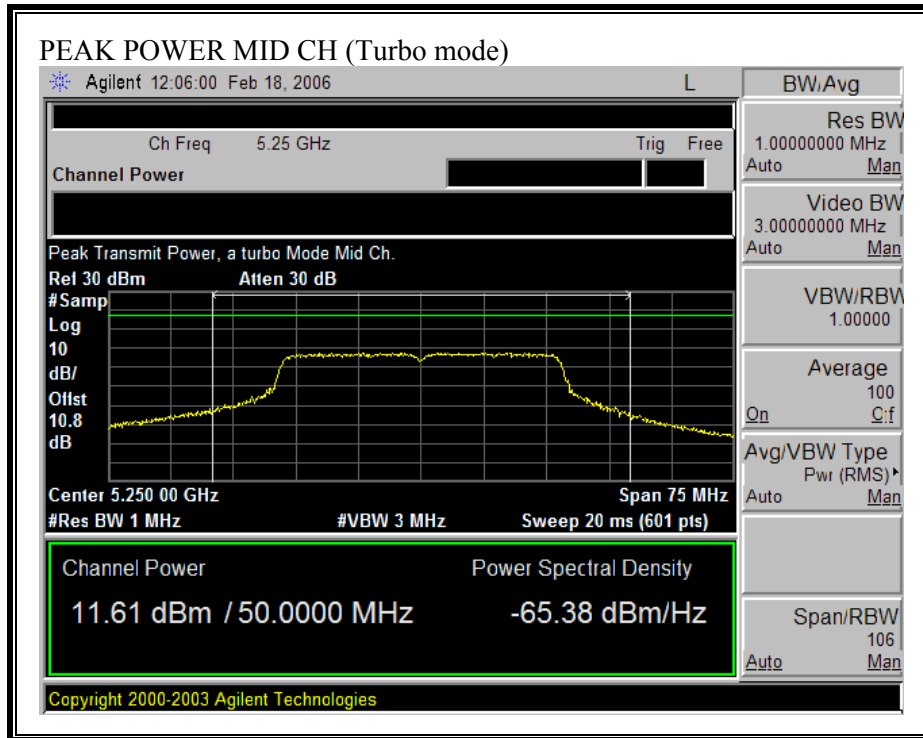 PEAK POWER MID CH (Turbo mode)
Agilent 12:06:00 Feb 18, 2006 L
BW/Avg
Ch Freq 5.25 GHz Trig Free
Channel Power
Peak Transmit Power, a turbo Mode Mid Ch.
Ref 30 dBm Atten 30 dB
#Samp
Log
10
dB/
Offst
10.8
dB
Center 5.250 00 GHz Span 75 MHz
#Res BW 1 MHz #VBW 3 MHz Sweep 20 ms (601 pts)
Channel Power Power Spectral Density
11.61 dBm / 50.0000 MHz -65.38 dBm/Hz
Copyright 2000-2003 Agilent Technologies
Res BW
1.00000000 MHz
Auto Man
Video BW
3.00000000 MHz
Auto Man
VBW/RBW
1.00000
Average
100
On Off
Avg/VBW Type
Pwr (RMS)
Auto Man
Span/RBW
106
Auto Man